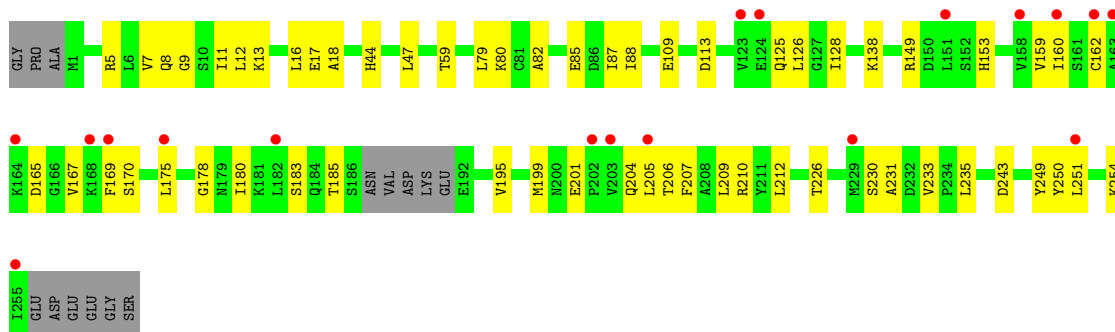 GLY PRO ALA M1 R5 L6 V7 Q8 G9 S10 I11 L12 K13 L16 E17 A18 H44 L47 T59 L79 K80 C81 A82 E85 D86 I87 I88 E109 D113 V123 E124 Q125 L126 G127 I128 K138 R149 D150 L151 S152 H153 V158 V159 I160 S161 C162 A163
K164 D165 G166 V167 K168 F169 S170 L175 G178 N179 I180 K181 L182 S183 Q184 T185 S186 ASN VAL ASP LYS GLU E192 V195 M199 N200 E201 P202 V203 Q204 L205 T206 F207 A208 L209 R210 Y211 L212 T226 M229 S230 A231 D232 V233 P234 L235 D243 Y249 Y250 L251 K254
I255 GLU ASP GLU GLU GLY SER